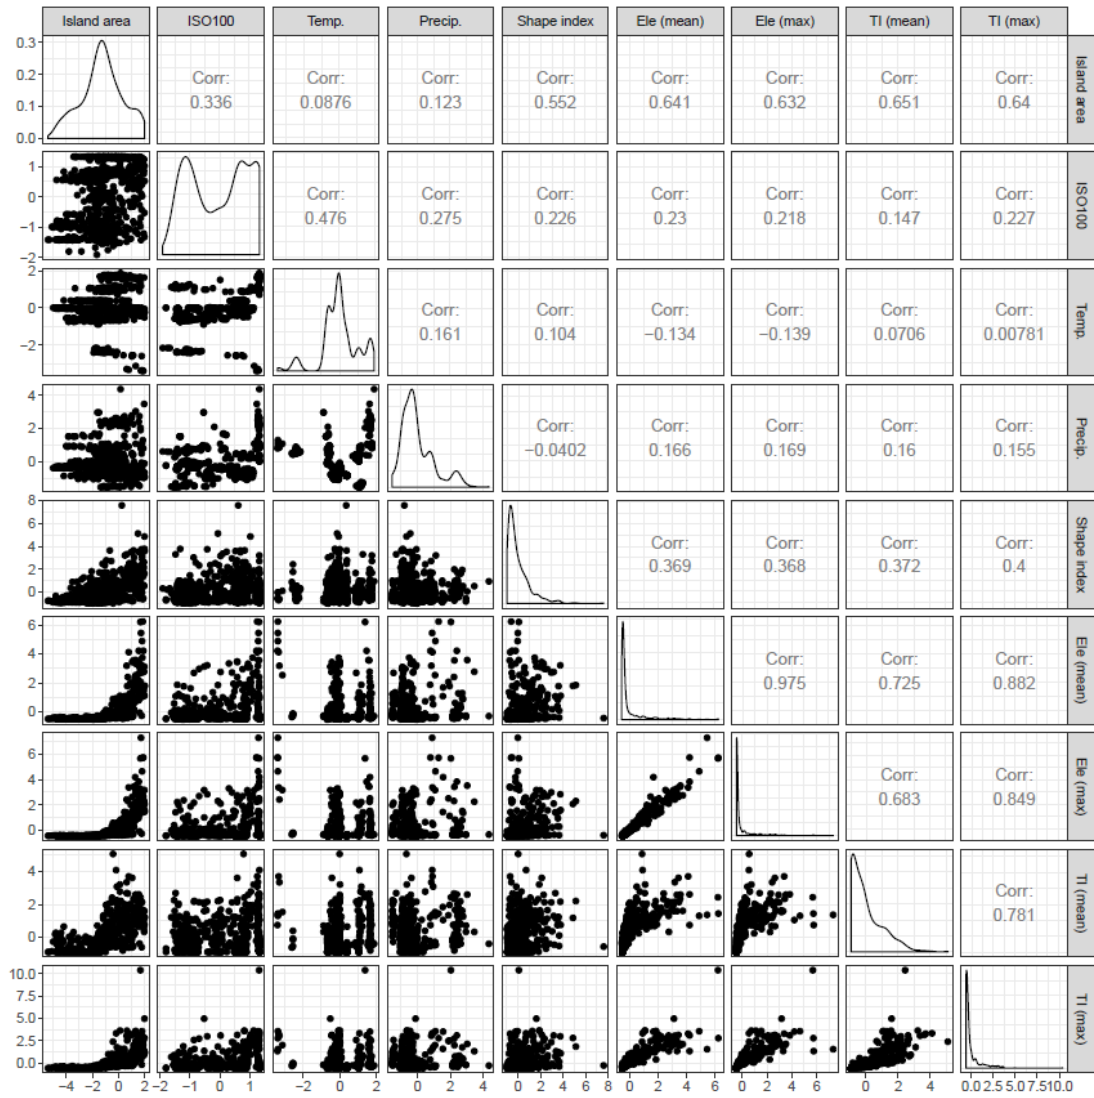 Island area ISO100 Temp. Precip. Shape index Ele (mean) Ele (max) TI (mean) TI (max)
0.3
0.2
0.1
0.0
Corr: Corr: Corr: Corr: Corr: Corr: Corr: Corr:
0.336 0.0876 0.123 0.552 0.641 0.632 0.651 0.64
Island area
1
0
−1
−2
Corr: Corr: Corr: Corr: Corr: Corr: Corr:
0.476 0.275 0.226 0.23 0.218 0.147 0.227
ISO100
2
0
−2
Corr: Corr: Corr: Corr: Corr: Corr:
0.161 0.104 −0.134 −0.139 0.0706 0.00781
Temp.
4
2
0
Corr: Corr: Corr: Corr: Corr:
−0.0402 0.166 0.169 0.16 0.155
Precip.
8
6
4
2
0
Corr: Corr: Corr: Corr:
0.369 0.368 0.372 0.4
Shape index
6
4
2
0
Corr: Corr: Corr:
0.975 0.725 0.882
Ele (mean)
6
4
2
0
Corr: Corr:
0.683 0.849
Ele (max)
4
2
0
Corr:
0.781
TI (mean)
10.0
7.5
5.0
2.5
0.0
TI (max)
−4 −2 0 2 −2 −1 0 1 −2 0 2 0 2 4 0 2 4 6 8 0 2 4 6 0 2 4 6 0 2 4 0.0 2.5 5.0 7.5 10.0